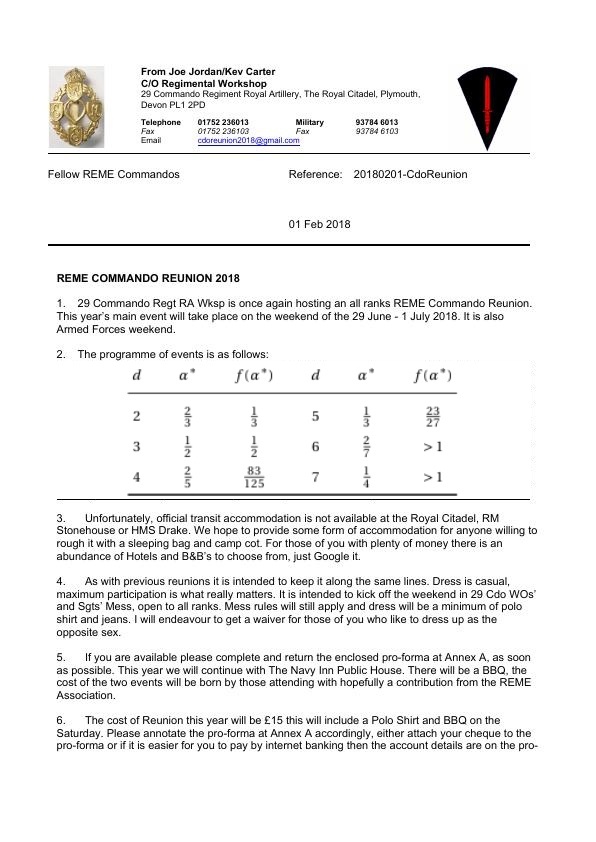 From Joe Jordan/Kev Carter
C/O Regimental Workshop
29 Commando Regiment Royal Artillery, The Royal Citadel, Plymouth,
Devon PL1 2PD
Telephone 01752 236013 Military 93784 6013
Fax 01752 236103 Fax 93784 6103
Email cdoreunion2018@gmail.com
Fellow REME Commandos Reference: 20180201-CdoReunion
01 Feb 2018
REME COMMANDO REUNION 2018
1. 29 Commando Regt RA Wksp is once again hosting an all ranks REME Commando Reunion.
This year's main event will take place on the weekend of the 29 June - 1 July 2018. It is also
Armed Forces weekend.
2. The programme of events is as follows:
d α* f(α*) d α* f(α*)
2 2/3 1/3 5 1/3 23/27
3 1/2 1/2 6 2/7 > 1
4 2/5 83/125 7 1/4 > 1
3. Unfortunately, official transit accommodation is not available at the Royal Citadel, RM
Stonehouse or HMS Drake. We hope to provide some form of accommodation for anyone willing to
rough it with a sleeping bag and camp cot. For those of you with plenty of money there is an
abundance of Hotels and B&B's to choose from, just Google it.
4. As with previous reunions it is intended to keep it along the same lines. Dress is casual,
maximum participation is what really matters. It is intended to kick off the weekend in 29 Cdo WOs'
and Sgts' Mess, open to all ranks. Mess rules will still apply and dress will be a minimum of polo
shirt and jeans. I will endeavour to get a waiver for those of you who like to dress up as the
opposite sex.
5. If you are available please complete and return the enclosed pro-forma at Annex A, as soon
as possible. This year we will continue with The Navy Inn Public House. There will be a BBQ, the
cost of the two events will be born by those attending with hopefully a contribution from the REME
Association.
6. The cost of Reunion this year will be £15 this will include a Polo Shirt and BBQ on the
Saturday. Please annotate the pro-forma at Annex A accordingly, either attach your cheque to the
pro-forma or if it is easier for you to pay by internet banking then the account details are on the pro-